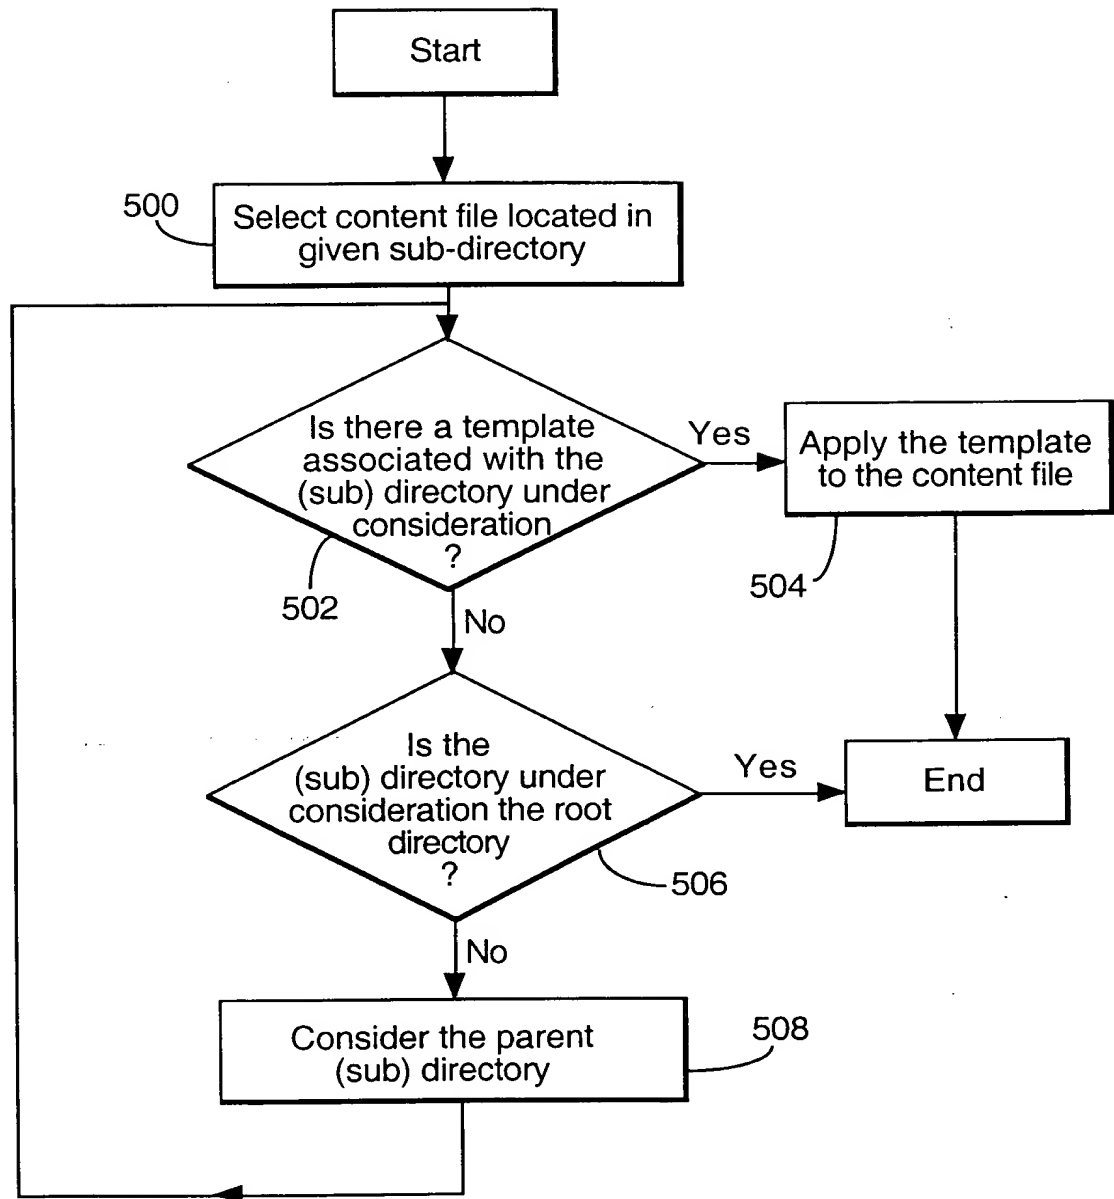 Start
500
Select content file located in
given sub-directory
Is there a template
associated with the
(sub) directory under
consideration
?
Yes
Apply the template
to the content file
502
504
No
Is the
(sub) directory under
consideration the root
directory
?
Yes
End
506
No
Consider the parent
(sub) directory
508